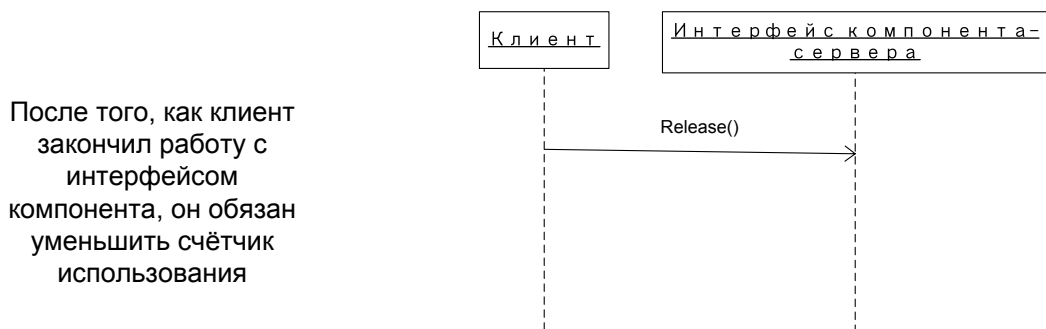 Клиент
Интерфейс компонента-
сервера
После того, как клиент
закончил работу с
интерфейсом
компонента, он обязан
уменьшить счётчик
использования
Release()